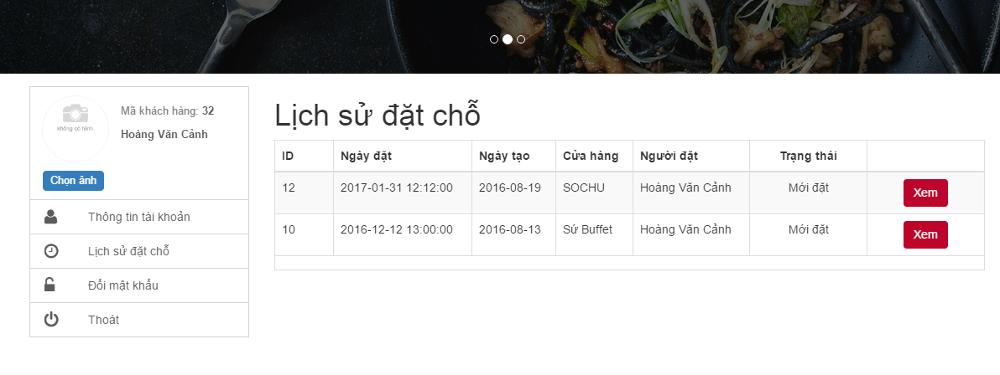 không có hình
Mã khách hàng: 32
Hoàng Văn Cảnh
Chọn ảnh
Thông tin tài khoản
Lịch sử đặt chỗ
Đổi mật khẩu
Thoát
Lịch sử đặt chỗ
ID Ngày đặt Ngày tạo Cửa hàng Người đặt Trạng thái
12 2017-01-31 12:12:00 2016-08-19 SOCHU Hoàng Văn Cảnh Mới đặt Xem
10 2016-12-12 13:00:00 2016-08-13 Sứ Buffet Hoàng Văn Cảnh Mới đặt Xem